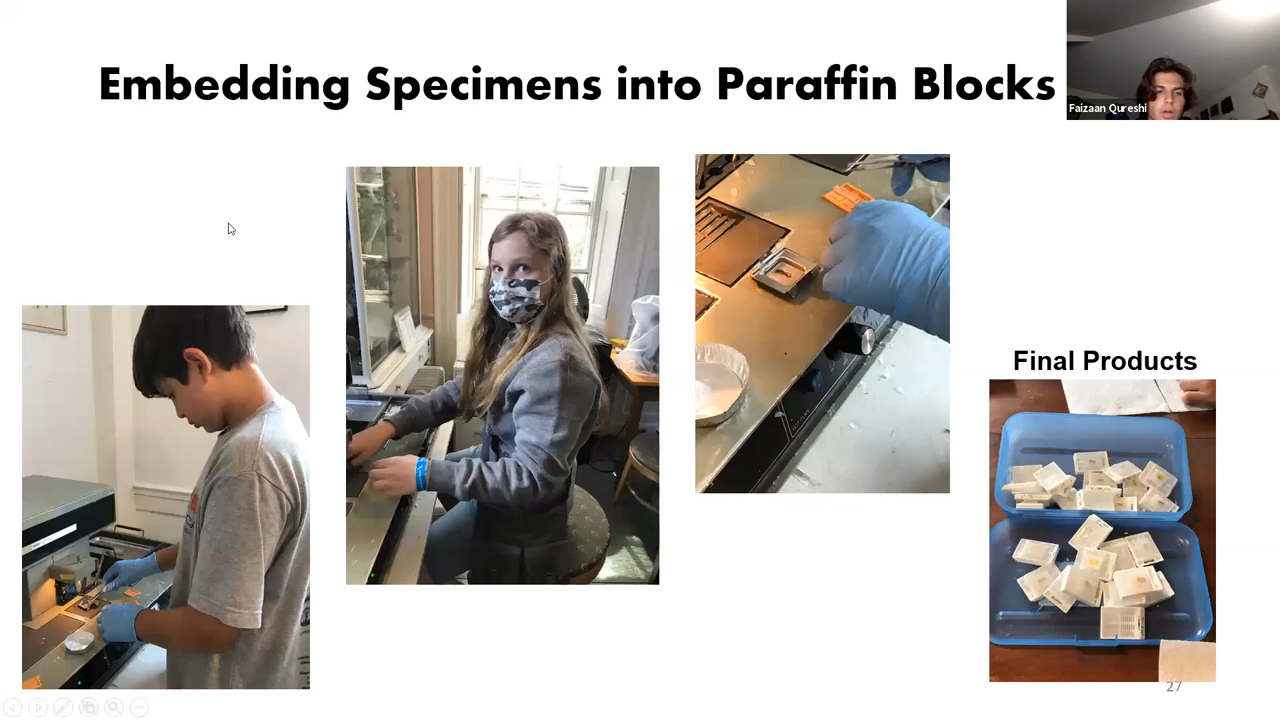 Embedding Specimens into Paraffin Blocks
Faizaan Qureshi
Final Products
27